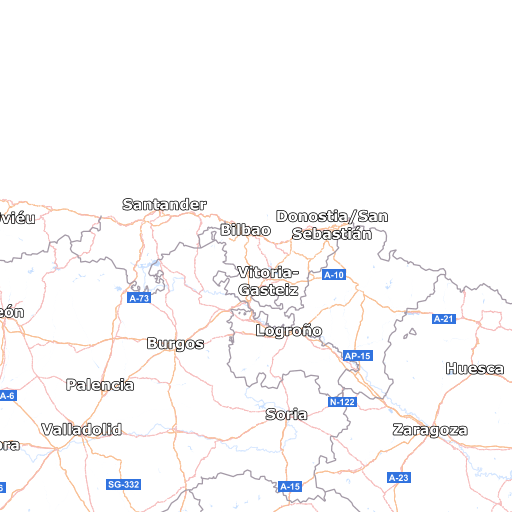 Santander
viéu
Bilbao
Donostia/San
Sebastián
Vitoria-
Gasteiz
A-10
A-73
eón
A-21
Logroño
Burgos
AP-15
Huesca
Palencia
A-6
N-122
Soria
Valladolid
Zaragoza
ora
A-23
SG-332
A-15
6